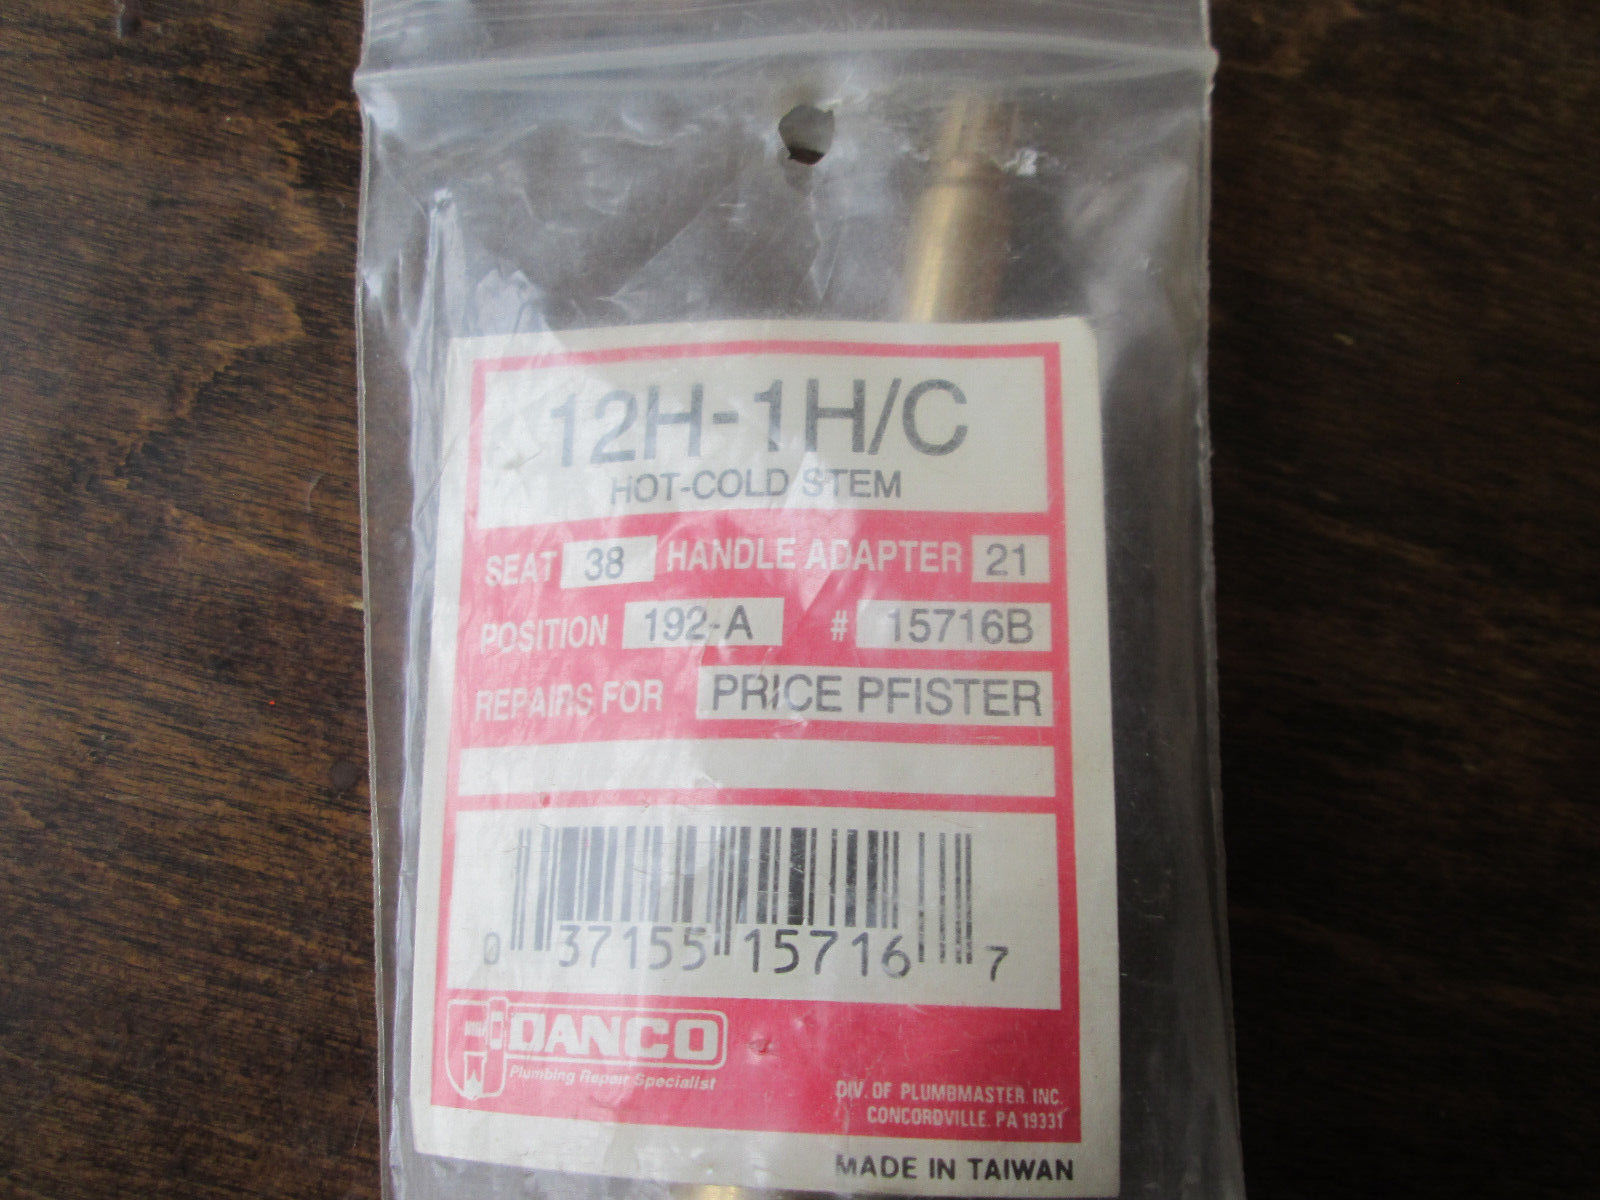 12H-1H/C
HOT-COLD STEM
SEAT 38 HANDLE ADAPTER 21
POSITION 192-A # 15716B
REPAIRS FOR PRICE PFISTER
0 37155 15716 7
DANCO
Plumbing Repair Specialist
DIV. OF PLUMBMASTER INC.
CONCORDVILLE, PA 19331
MADE IN TAIWAN